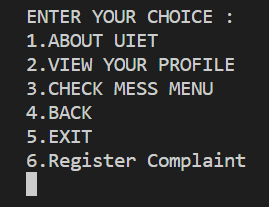 ENTER YOUR CHOICE :
1.ABOUT UIET
2.VIEW YOUR PROFILE
3.CHECK MESS MENU
4.BACK
5.EXIT
6.Register Complaint